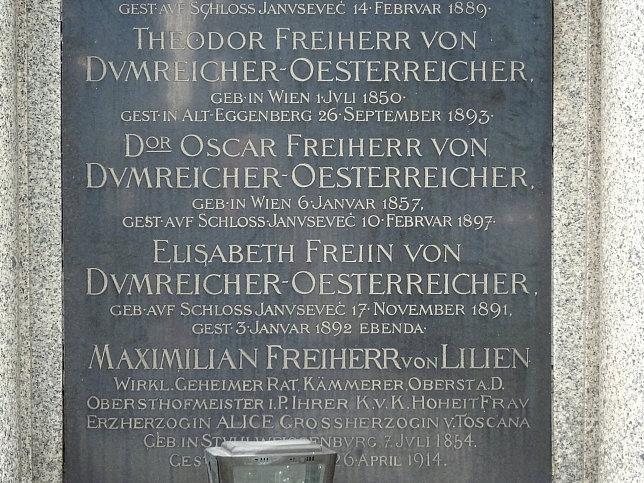 GEST·AVF SCHLOSS JANVSEVEĊ 14·FEBRVAR 1889·
THEODOR FREIHERR VON
DVMREICHER-OESTERREICHER,
GEB·IN WIEN 1·JVLI 1850·
GEST·IN ALT-EGGENBERG 26·SEPTEMBER 1893·
DOR OSCAR FREIHERR VON
DVMREICHER-OESTERREICHER,
GEB·IN WIEN 6·JANVAR 1857,
GEST·AVF SCHLOSS·JANVSEVEĊ 10·FEBRVAR 1897·
ELISABETH FREIIN VON
DVMREICHER-OESTERREICHER,
GEB·AVF SCHLOSS JANVSEVEĊ 17·NOVEMBER 1891,
GEST·3·JANVAR 1892 EBENDA·
MAXIMILIAN FREIHERR VON LILIEN
WIRKL.GEHEIMER RAT, KÄMMERER, OBERST A.D.
OBERSTHOFMEISTER I.P. IHRER K.V.K. HOHEIT FRAV
ERZHERZOGIN ALICE, GROSSHERZOGIN V.TOSCANA
GEB·IN STVHLWEISSENBVRG 7·JVLI 1854,
26·APRIL 1914.